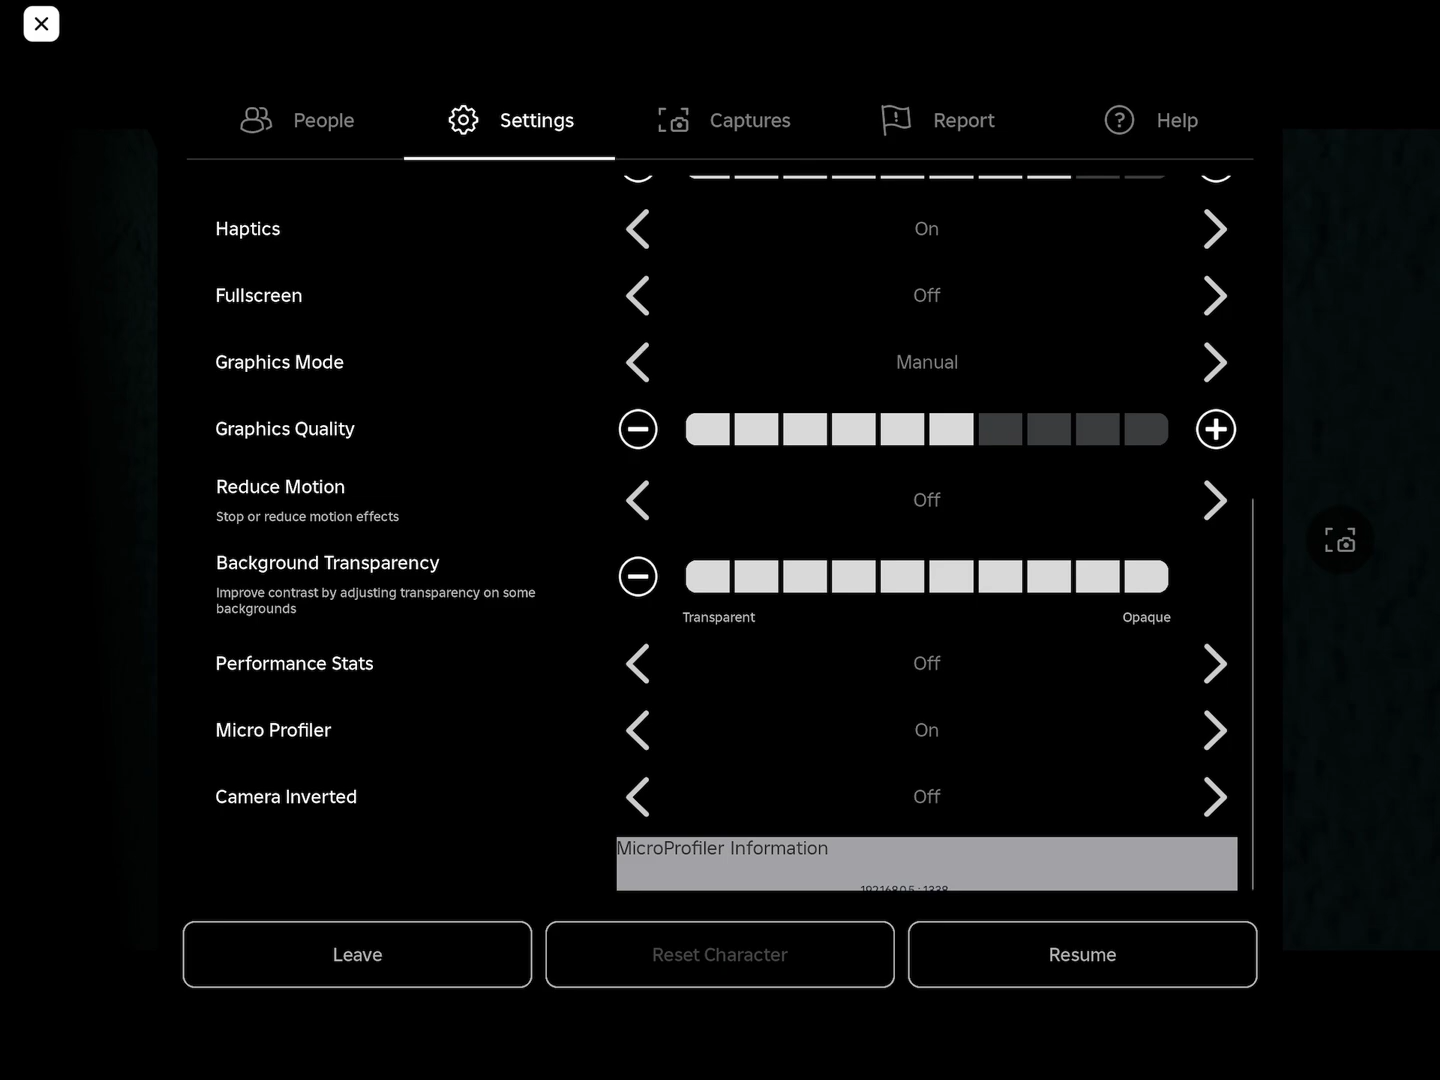 People
Settings
Captures
Report
Help
Haptics
On
Fullscreen
Off
Graphics Mode
Manual
Graphics Quality
Reduce Motion
Off
Stop or reduce motion effects
Background Transparency
Improve contrast by adjusting transparency on some
backgrounds
Transparent
Opaque
Performance Stats
Off
Micro Profiler
On
Camera Inverted
Off
MicroProfiler Information
Leave
Reset Character
Resume